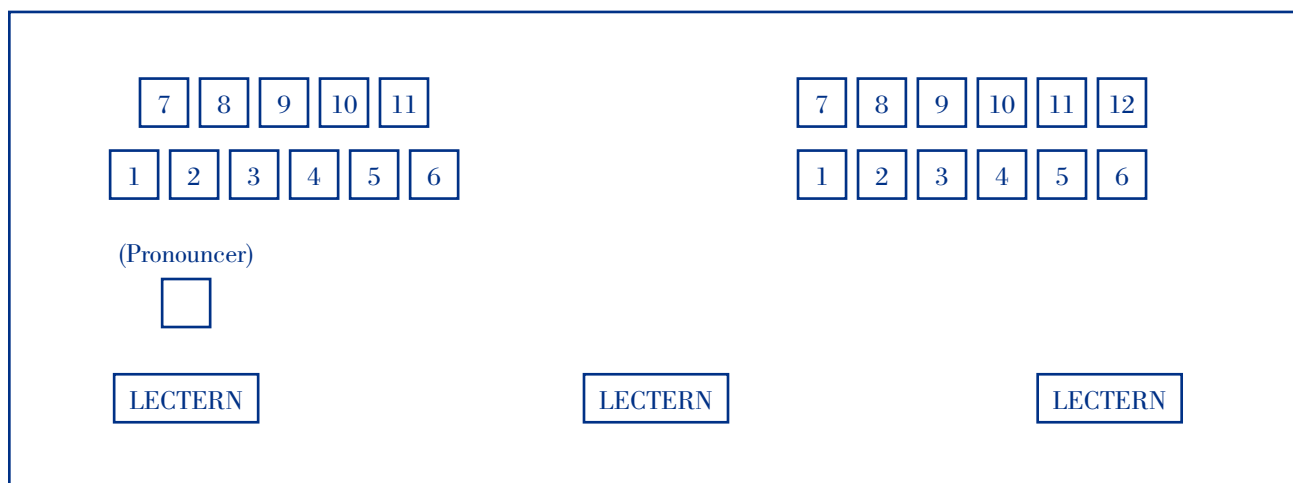 7 8 9 10 11 7 8 9 10 11 12
1 2 3 4 5 6 1 2 3 4 5 6
(Pronouncer)
LECTERN LECTERN LECTERN